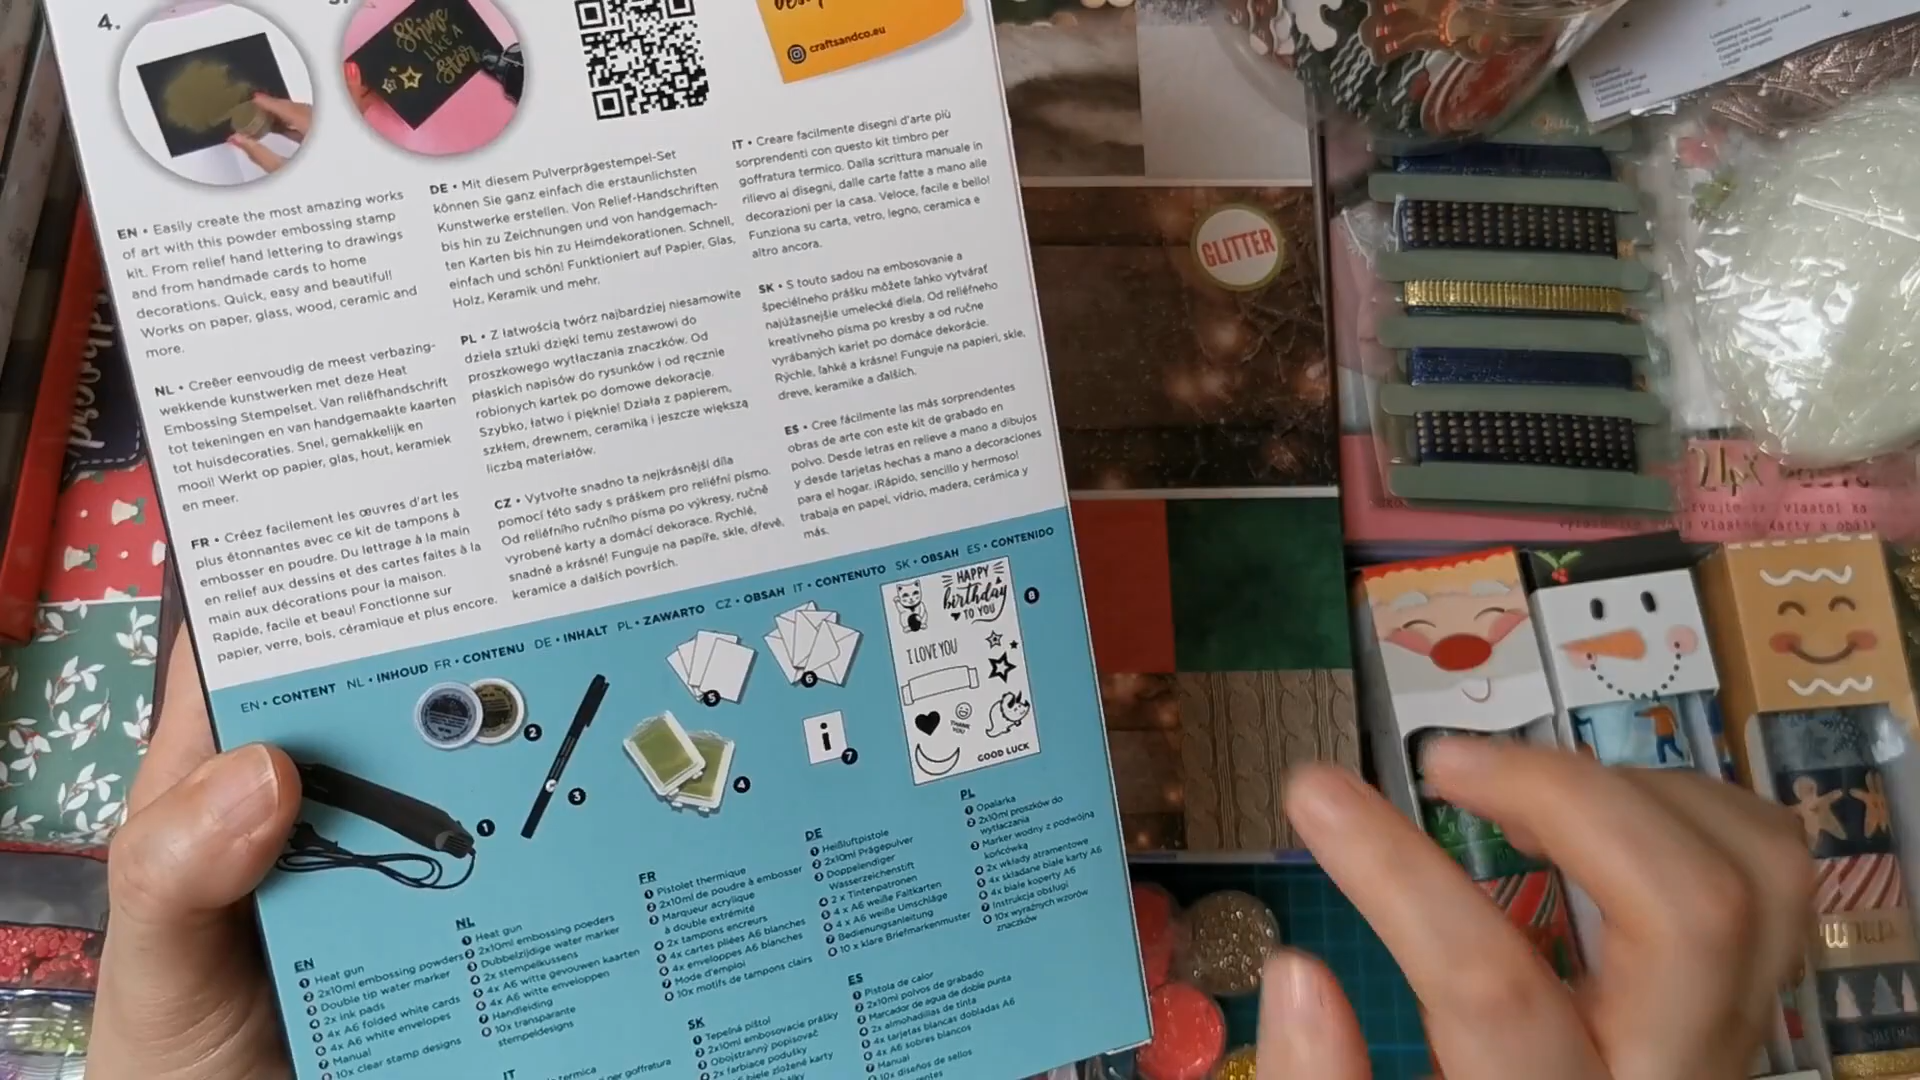 4.
Shine
LIKE A
Star
craftsandco.eu
EN • Easily create the most amazing works
of art with this powder embossing stamp
kit. From relief hand lettering to drawings
and from handmade cards to home
decorations. Quick, easy and beautiful!
Works on paper, glass, wood, ceramic and
more.
NL • Creëer eenvoudig de meest verbazing-
wekkende kunstwerken met deze Heat
Embossing Stempelset. Van reliëfhandschrift
tot tekeningen en van handgemaakte kaarten
tot huisdecoraties. Snel, gemakkelijk en
mooi! Werkt op papier, glas, hout, keramiek
en meer.
FR • Créez facilement les œuvres d'art les
plus étonnantes avec ce kit de tampons à
embosser en poudre. Du lettrage à la main
en relief aux dessins et des cartes faites à la
main aux décorations pour la maison.
Rapide, facile et beau! Fonctionne sur
papier, verre, bois, céramique et plus encore.
DE • Mit diesem Pulverprägestempel-Set
können Sie ganz einfach die erstaunlichsten
Kunstwerke erstellen. Von Relief-Handschriften
bis hin zu Zeichnungen und von handgemach-
ten Karten bis hin zu Heimdekorationen. Schnell,
einfach und schön! Funktioniert auf Papier, Glas,
Holz, Keramik und mehr.
PL • Z łatwością twórz najbardziej niesamowite
dzieła sztuki dzięki temu zestawowi do
proszkowego wytłaczania znaczków. Od
płaskich napisów do rysunków i od ręcznie
robionych kartek po domowe dekoracje.
Szybko, łatwo i pięknie! Działa z papierem,
szkłem, drewnem, ceramiką i jeszcze większą
liczbą materiałów.
CZ • Vytvořte snadno ta nejkrásnější díla
pomocí této sady s práškem pro reliéfní písmo.
Od reliéfního ručního písma po výkresy, ručně
vyrobené karty a domácí dekorace. Rychlé,
snadné a krásné! Funguje na papíře, skle, dřevě,
keramice a dalších površích.
IT • Creare facilmente disegni d'arte più
sorprendenti con questo kit timbro per
goffratura termico. Dalla scrittura manuale in
rilievo ai disegni, dalle carte fatte a mano alle
decorazioni per la casa. Veloce, facile e bello!
Funziona su carta, vetro, legno, ceramica e
altro ancora.
SK • S touto sadou na embosovanie a
špeciálneho prášku môžete ľahko vytvárať
najúžasnejšie umelecké diela. Od reliéfneho
kreatívneho písma po kresby a od ručne
vyrábaných kariet po domáce dekorácie.
Rýchle, ľahké a krásne! Funguje na papieri, skle,
dreve, keramike a ďalších.
ES • Cree fácilmente las más sorprendentes
obras de arte con este kit de grabado en
polvo. Desde letras en relieve a mano a dibujos
y desde tarjetas hechas a mano a decoraciones
para el hogar. ¡Rápido, sencillo y hermoso!
trabaja en papel, vidrio, madera, cerámica y
más.
EN • CONTENT NL • INHOUD FR • CONTENU DE • INHALT PL • ZAWARTO CZ • OBSAH IT • CONTENUTO SK • OBSAH ES • CONTENIDO
1
2
3
4
5
6
i
7
8
HAPPY
birthday
TO YOU
I LOVE YOU
THANK
YOU
GOOD LUCK
EN
1 Heat gun
2 2x10ml embossing powders
3 Double tip water marker
4 2x ink pads
5 4x A6 folded white cards
6 4x A6 white envelopes
7 Manual
8 10x clear stamp designs
NL
1 Heat gun
2 2x10ml embossing poeders
3 Dubbelzijdige water marker
4 2x stempelkussens
5 4x A6 witte gevouwen kaarten
6 4x A6 witte enveloppen
7 Handleiding
8 10x transparante
stempeldesigns
FR
1 Pistolet thermique
2 2x10ml de poudre à embosser
3 Marqueur acrylique
à double extrémité
4 2x tampons encreurs
5 4x cartes pliées A6 blanches
6 4x enveloppes A6 blanches
7 Mode d'emploi
8 10x motifs de tampons clairs
DE
1 Heißluftpistole
2 2x10ml Prägepulver
3 Doppelendiger
Wasserzeichenstift
4 2 x Tintenpatronen
5 4 x A6 weiße Faltkarten
6 4 x A6 weiße Umschläge
7 Bedienungsanleitung
8 10 x klare Briefmarkenmuster
PL
1 Opalarka
2 2x10ml proszków do
wytłaczania
3 Marker wodny z podwójną
końcówką
4 2x wkłady atramentowe
5 4x składane białe karty A6
6 4x białe koperty A6
7 Instrukcja obsługi
8 10x wyraźnych wzorów
znaczków
IT
termica
goffratura
SK
1 Tepelná pištoľ
2 2x10ml embosovacie prášky
3 Obojstranný popisovač
4 2x farbiace podušky
biele zložené karty
ES
1 Pistola de calor
2 2x10ml polvos de grabado
3 Marcador de agua de doble punta
4 2x almohadillas de tinta
5 4x tarjetas blancas dobladas A6
6 4x A6 sobres blancos
7 Manual
8 10x diseños de sellos
GLITTER
24x